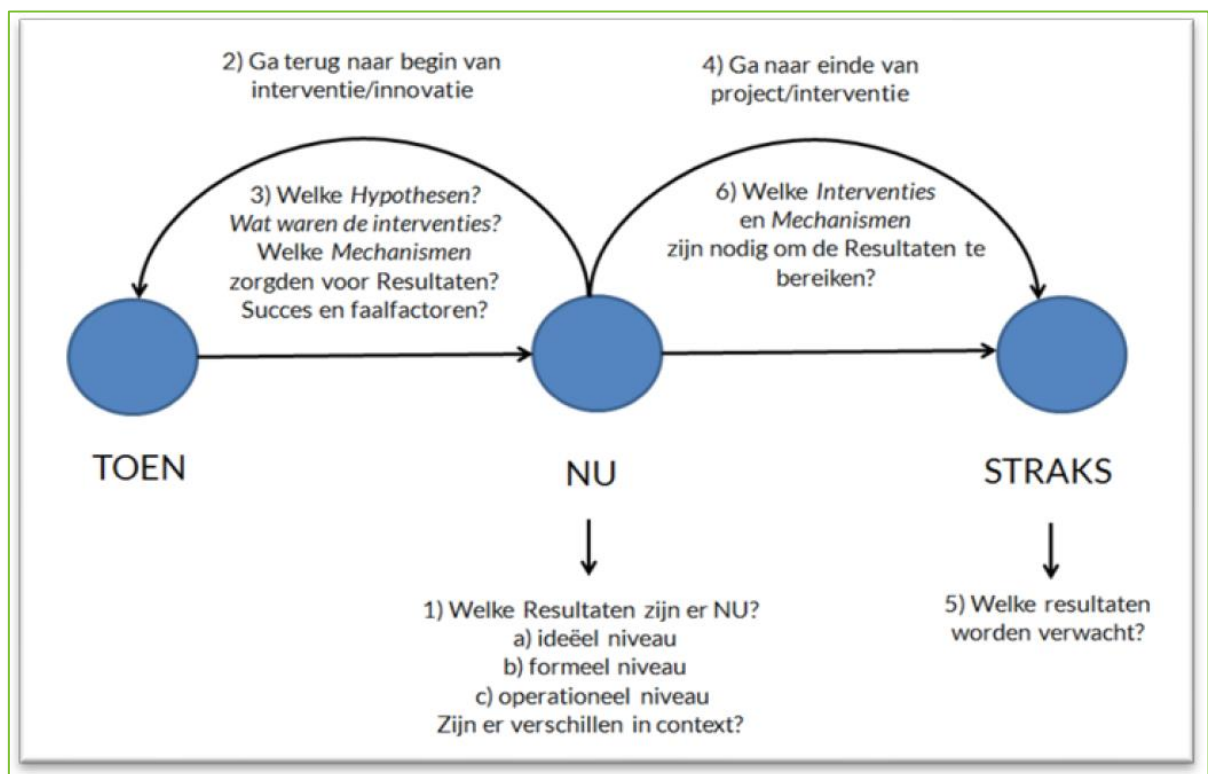 2) Ga terug naar begin van
interventie/innovatie
4) Ga naar einde van
project/interventie
3) Welke Hypothesen?
Wat waren de interventies?
Welke Mechanismen
zorgden voor Resultaten?
Succes en faalfactoren?
6) Welke Interventies
en Mechanismen
zijn nodig om de Resultaten te
bereiken?
TOEN
NU
STRAKS
1) Welke Resultaten zijn er NU?
a) ideëel niveau
b) formeel niveau
c) operationeel niveau
Zijn er verschillen in context?
5) Welke resultaten
worden verwacht?